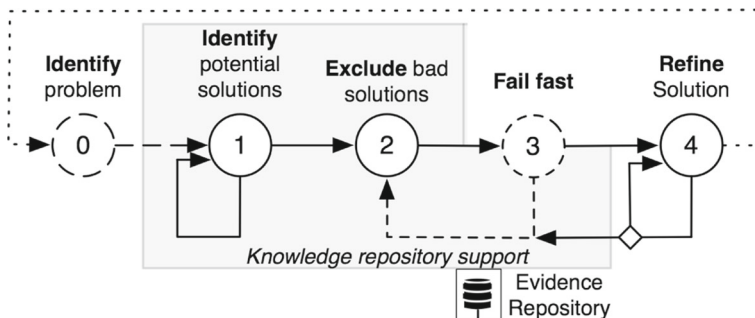 Identify
problem
0
Identify
potential
solutions
1
Exclude bad
solutions
2
Fail fast
3
Refine
Solution
4
Knowledge repository support
Evidence
Repository